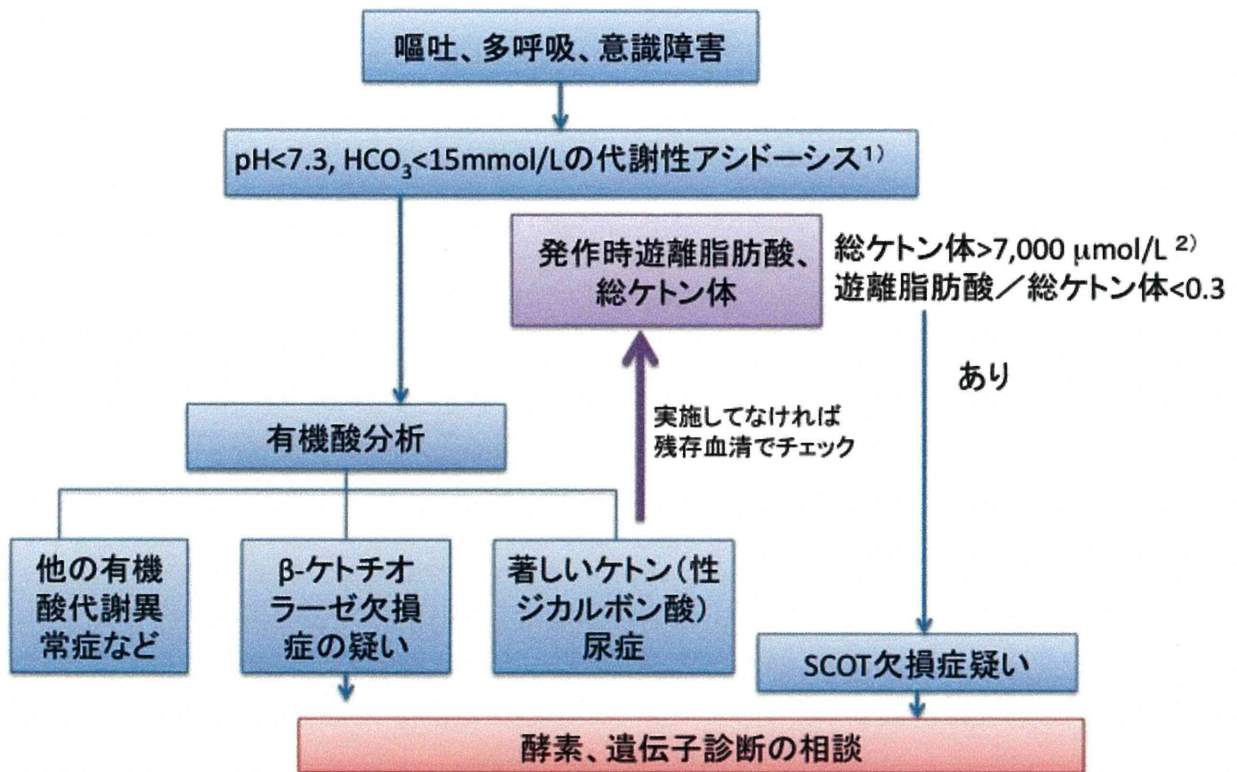 嘔吐、多呼吸、意識障害
pH<7.3, HCO₃<15mmol/Lの代謝性アシドーシス¹⁾
発作時遊離脂肪酸、
総ケトン体
総ケトン体>7,000 μmol/L ²⁾
遊離脂肪酸／総ケトン体<0.3
あり
実施してなければ
残存血清でチェック
有機酸分析
他の有機
酸代謝異
常症など
β-ケトチオ
ラーゼ欠損
症の疑い
著しいケトン(性
ジカルボン酸)
尿症
SCOT欠損症疑い
酵素、遺伝子診断の相談